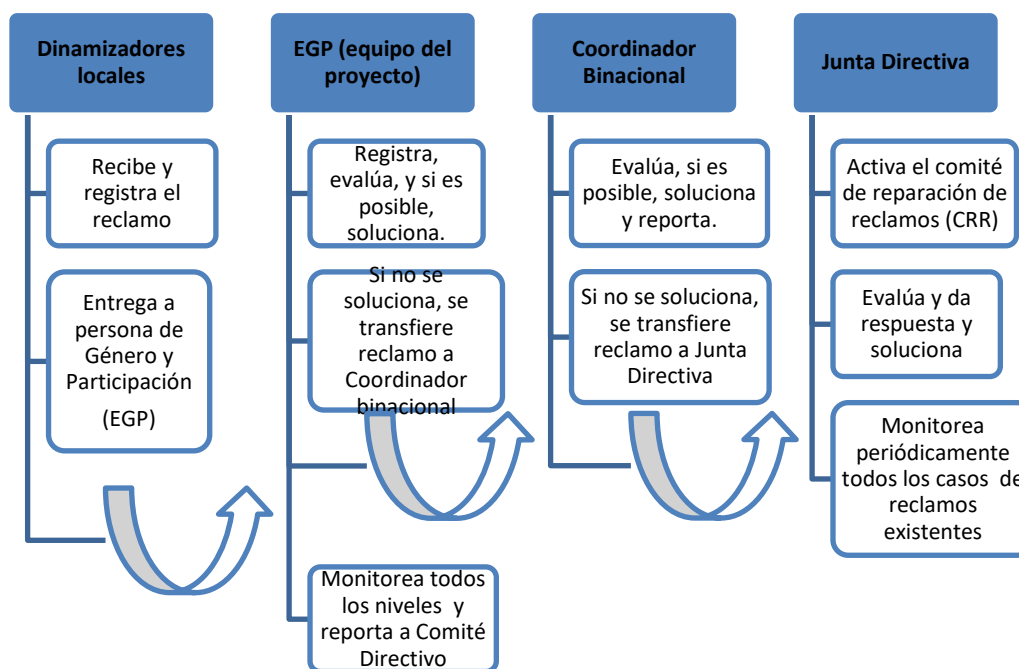 Dinamizadores
locales
Recibe y
registra el
reclamo
Entrega a
persona de
Género y
Participación
(EGP)
EGP (equipo del
proyecto)
Registra,
evalúa, y si es
posible,
soluciona.
Si no se
soluciona, se
transfiere
reclamo a
Coordinador
binacional
Monitorea todos
los niveles y
reporta a Comité
Directivo
Coordinador
Binacional
Evalúa, si es
posible, soluciona
y reporta.
Si no se soluciona,
se transfiere
reclamo a Junta
Directiva
Junta Directiva
Activa el comité
de reparación de
reclamos (CRR)
Evalúa y da
respuesta y
soluciona
Monitorea
periódicamente
todos los casos de
reclamos
existentes